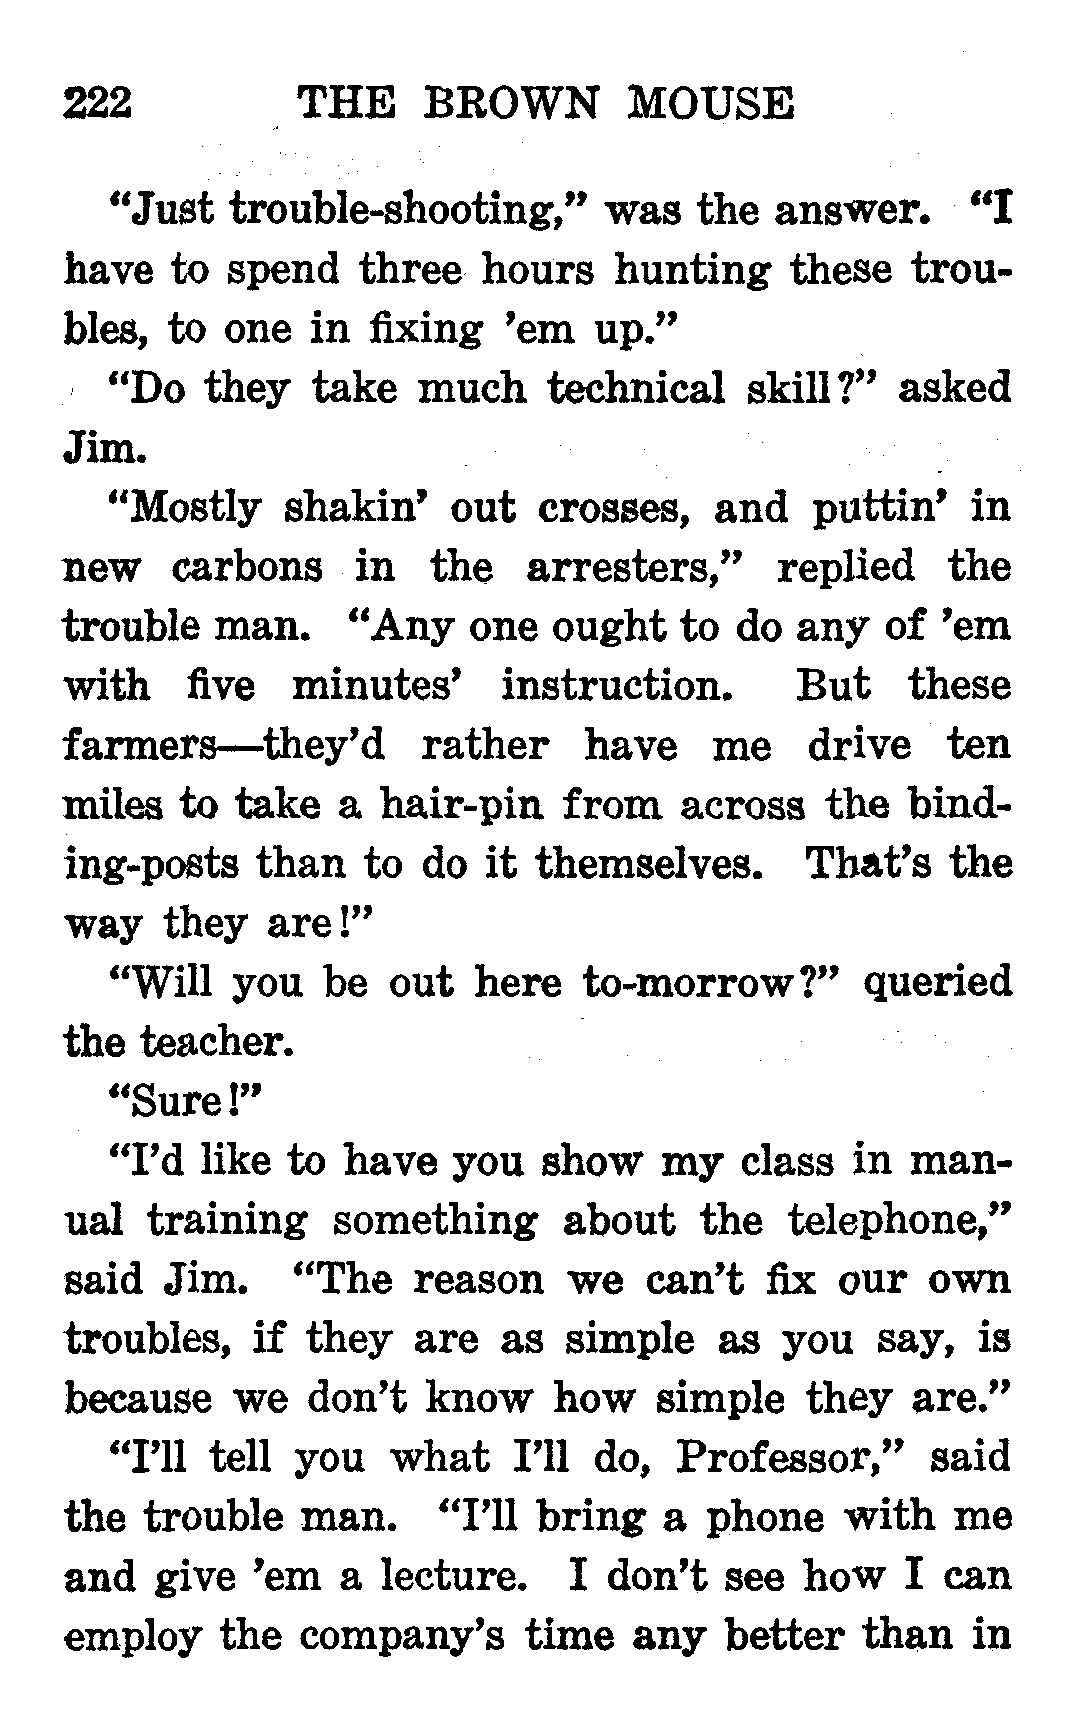 222 THE BROWN MOUSE
“Just trouble-shooting,” was the answer. “I
have to spend three hours hunting these trou-
bles, to one in fixing ’em up.”
“Do they take much technical skill?” asked
Jim.
“Mostly shakin’ out crosses, and puttin’ in
new carbons in the arresters,” replied the
trouble man. “Any one ought to do any of ’em
with five minutes’ instruction. But these
farmers—they’d rather have me drive ten
miles to take a hair-pin from across the bind-
ing-posts than to do it themselves. That’s the
way they are!”
“Will you be out here to-morrow?” queried
the teacher.
“Sure!”
“I’d like to have you show my class in man-
ual training something about the telephone,”
said Jim. “The reason we can’t fix our own
troubles, if they are as simple as you say, is
because we don’t know how simple they are.”
“I’ll tell you what I’ll do, Professor,” said
the trouble man. “I’ll bring a phone with me
and give ’em a lecture. I don’t see how I can
employ the company’s time any better than in